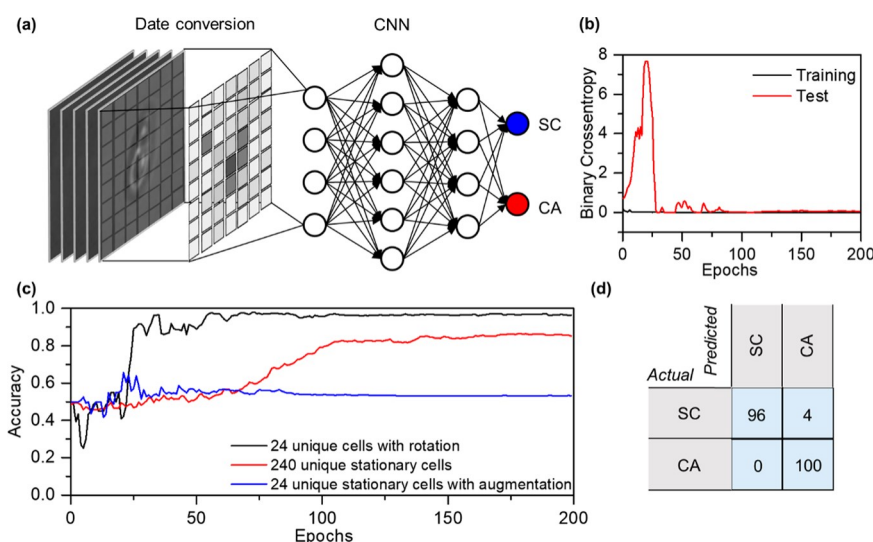 (a)
Date conversion
CNN
SC
CA
(b)
Binary Crossentropy
8
6
4
2
0
Training
Test
0
50
100
150
200
Epochs
(c)
Accuracy
1.0
0.8
0.6
0.4
0.2
0.0
24 unique cells with rotation
240 unique stationary cells
24 unique stationary cells with augmentation
0
50
100
150
200
Epochs
(d)
Predicted
Actual
SC
CA
SC
96
4
CA
0
100